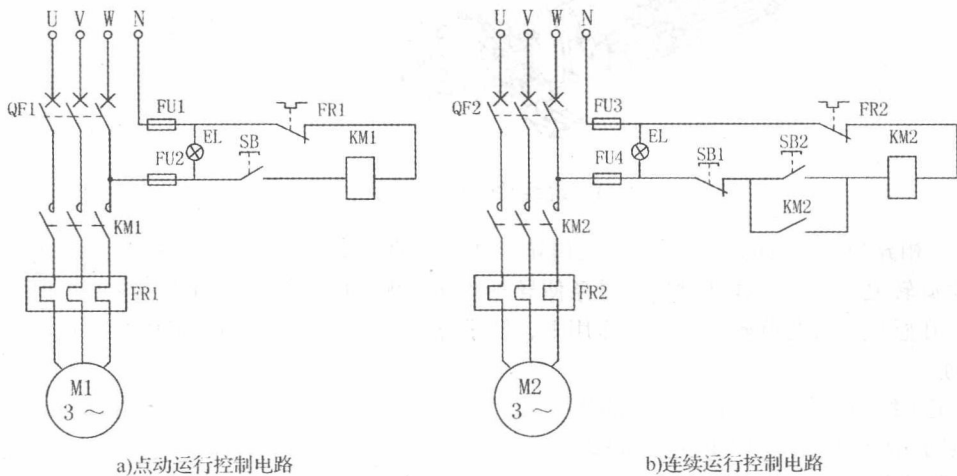 U V W N
QF1
FU1
FR1
KM1
EL
SB
FU2
KM1
FR1
M1
3 ~
a)点动运行控制电路
U V W N
QF2
FU3
FR2
KM2
EL
SB1
SB2
FU4
KM2
KM2
FR2
M2
3 ~
b)连续运行控制电路